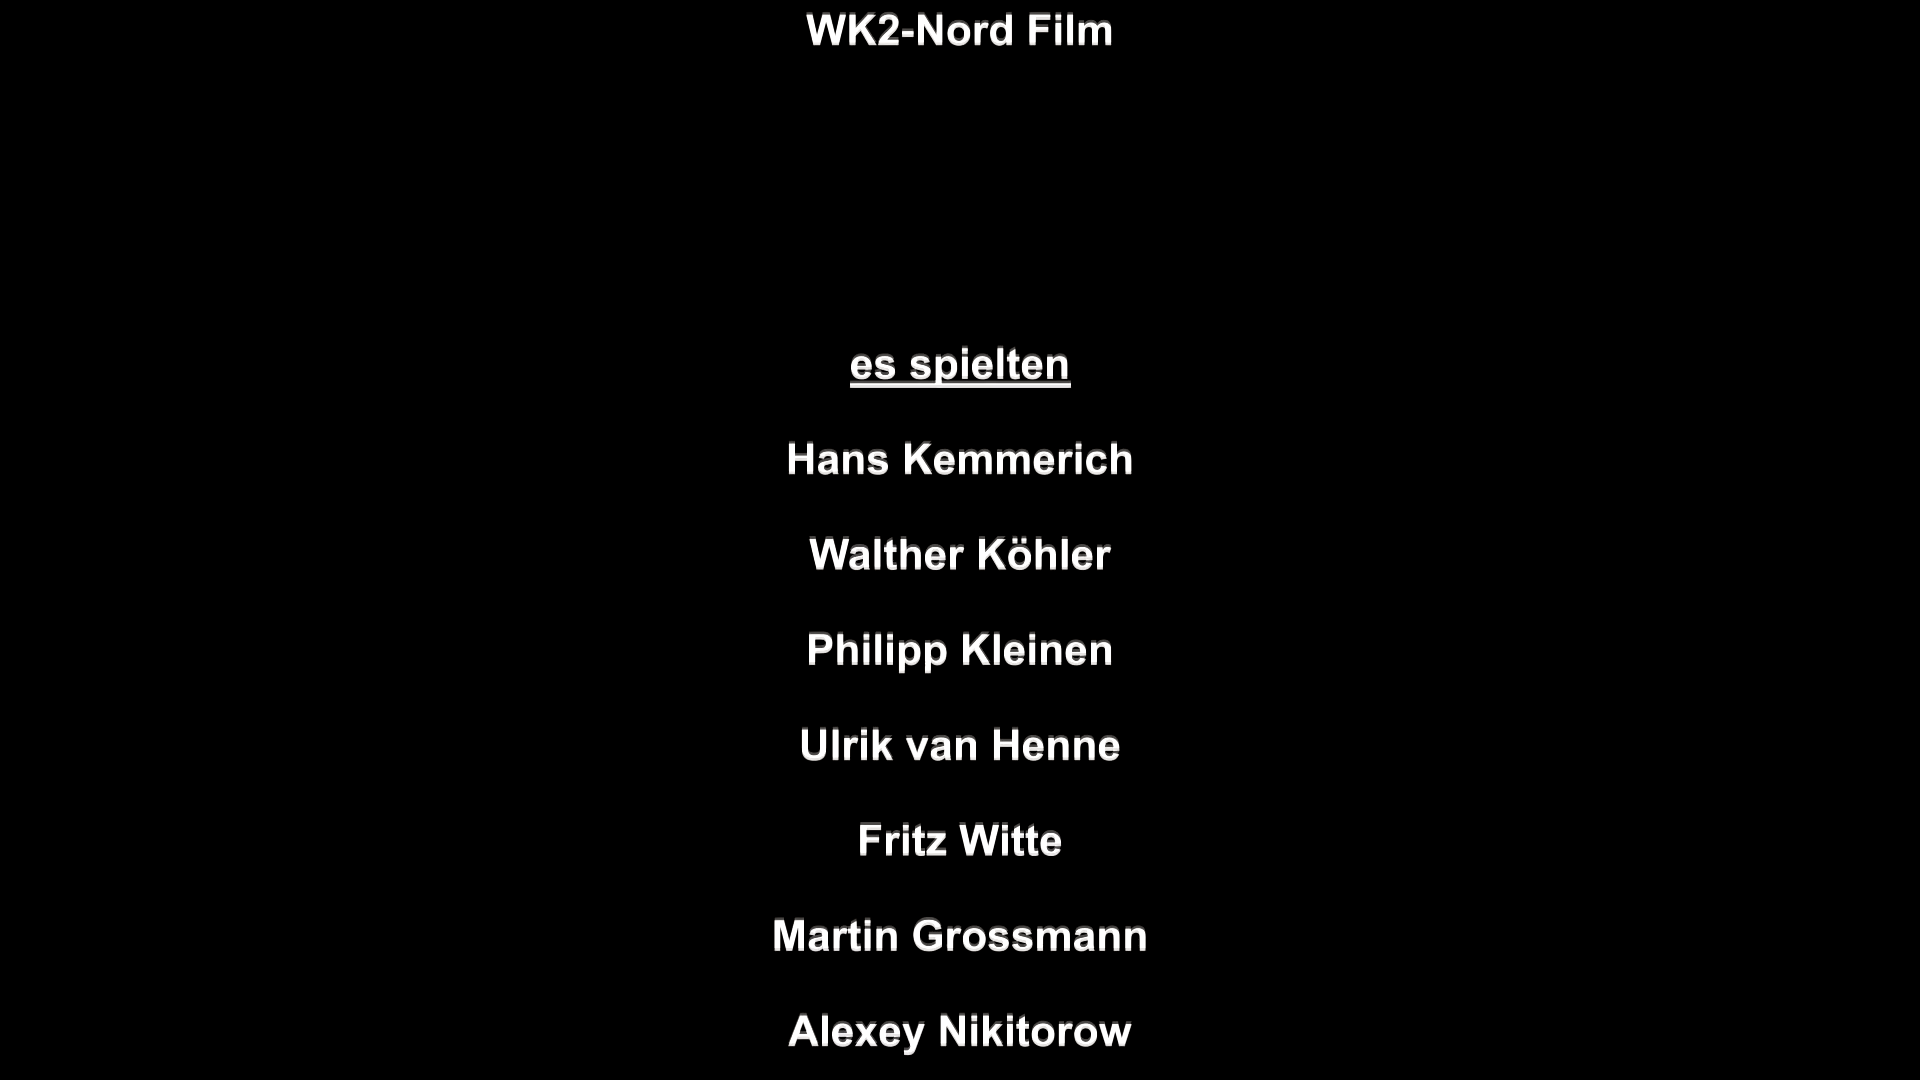 WK2-Nord Film
es spielten
Hans Kemmerich
Walther Köhler
Philipp Kleinen
Ulrik van Henne
Fritz Witte
Martin Grossmann
Alexey Nikitorow